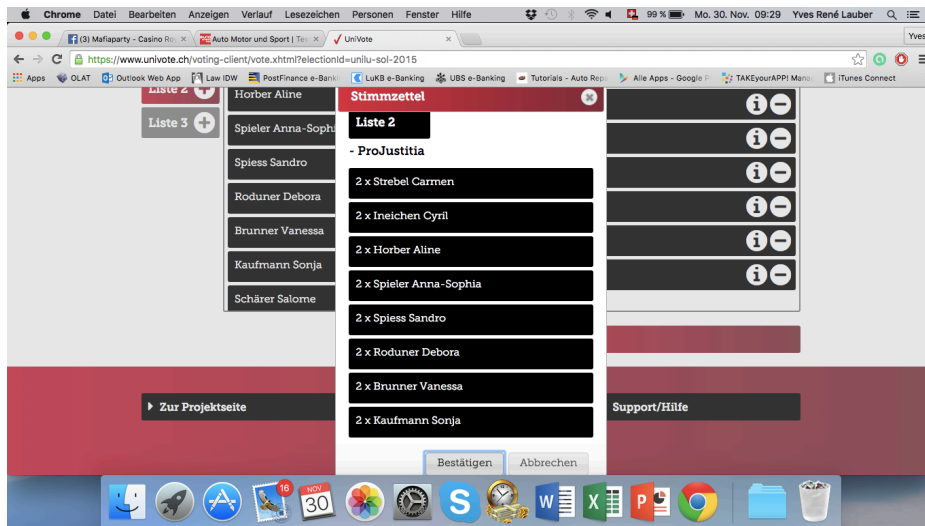 Chrome Datei Bearbeiten Anzeigen Verlauf Lesezeichen Personen Fenster Hilfe 99 % Mo. 30. Nov. 09:29 Yves René Lauber
(3) Mafiaparty - Casino Auto Motor und Sport | Tes UniVote Yves
https://www.univote.ch/voting-client/vote.xhtml?electionId=unilu-sol-2015
Apps OLAT Outlook Web App Law IDW PostFinance e-Banki LuKB e-Banking UBS e-Banking Tutorials - Auto Repo Alle Apps - Google P TAKEyourAPP! Mana iTunes Connect
Liste 2 Horber Aline
Liste 3 Spieler Anna-Soph
Spiess Sandro
Roduner Debora
Brunner Vanessa
Kaufmann Sonja
Schärer Salome
Stimmzettel
Liste 2
- ProJustitia
2 x Strebel Carmen
2 x Ineichen Cyril
2 x Horber Aline
2 x Spieler Anna-Sophia
2 x Spiess Sandro
2 x Roduner Debora
2 x Brunner Vanessa
2 x Kaufmann Sonja
Bestätigen Abbrechen
Zur Projektseite Support/Hilfe
16
NOV
30